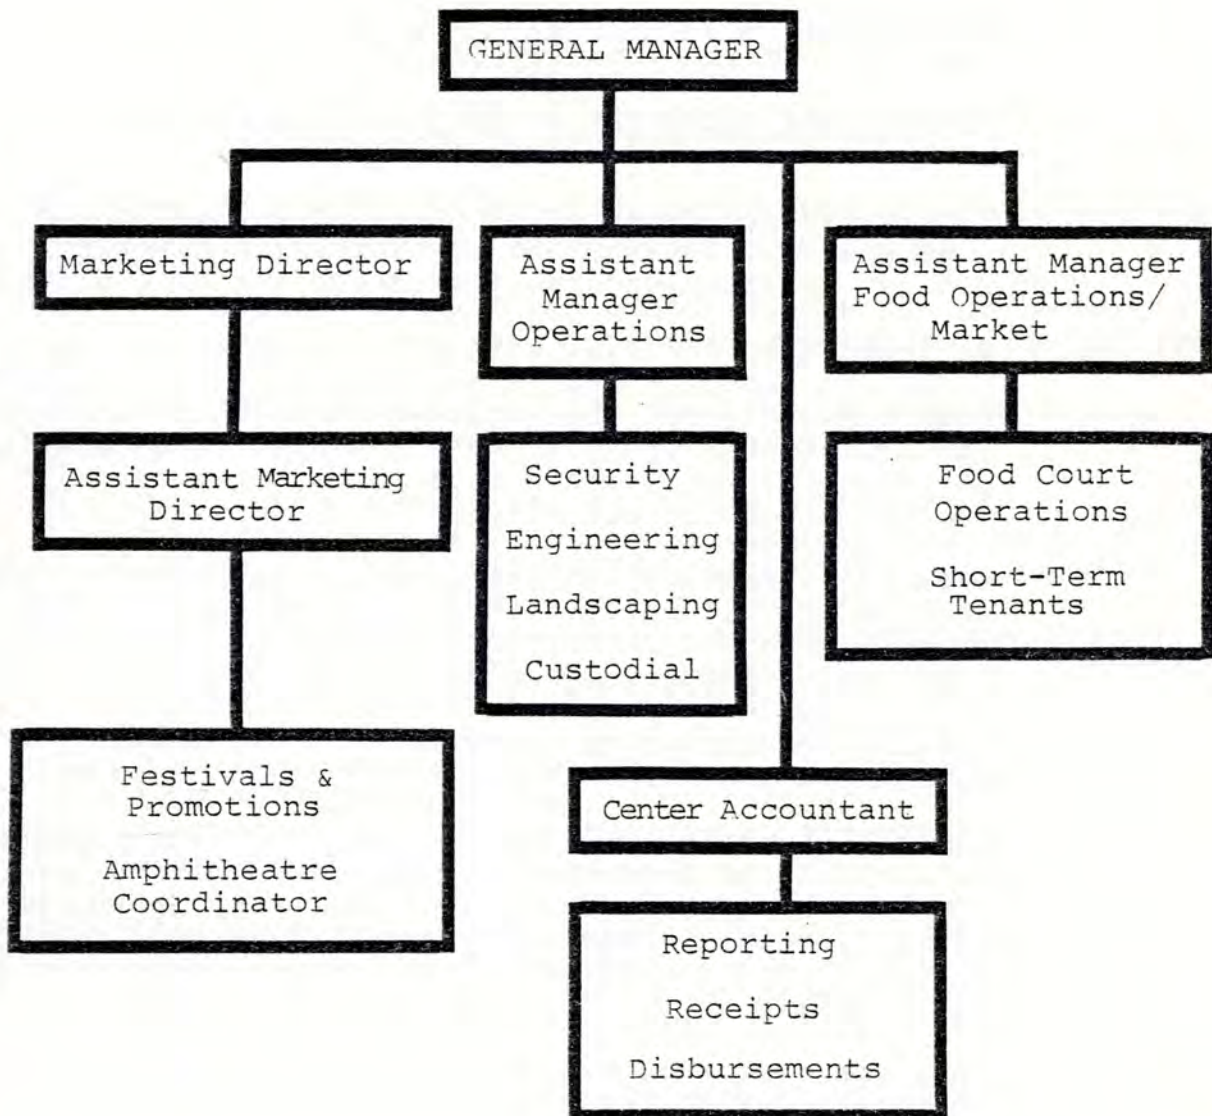 GENERAL MANAGER
Marketing Director
Assistant
Manager
Operations
Assistant Manager
Food Operations/
Market
Assistant Marketing
Director
Security
Engineering
Landscaping
Custodial
Food Court
Operations
Short-Term
Tenants
Festivals &
Promotions
Amphitheatre
Coordinator
Center Accountant
Reporting
Receipts
Disbursements